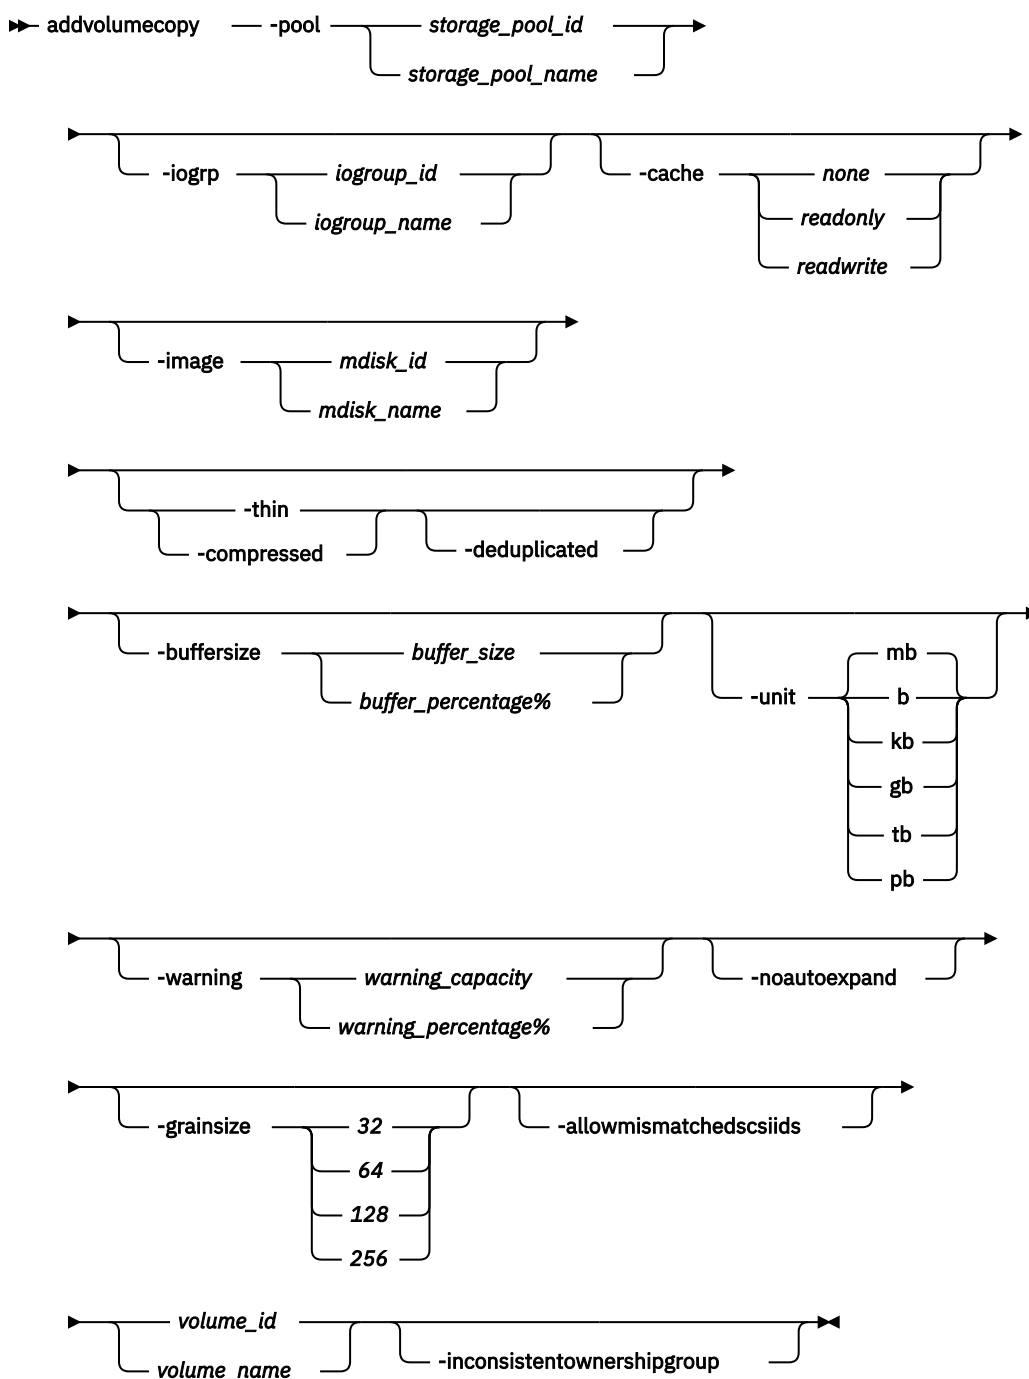 addvolumecopy -pool storage_pool_id
storage_pool_name
-iogrp iogroup_id -cache none
iogroup_name readonly
readwrite
-image mdisk_id
mdisk_name
-thin
-compressed -deduplicated
-buffersize buffer_size mb
buffer_percentage% -unit b
kb
gb
tb
pb
-warning warning_capacity -noautoexpand
warning_percentage%
-grainsize 32 -allowmismatchedscsiids
64
128
256
volume_id
volume_name -inconsistentownershipgroup